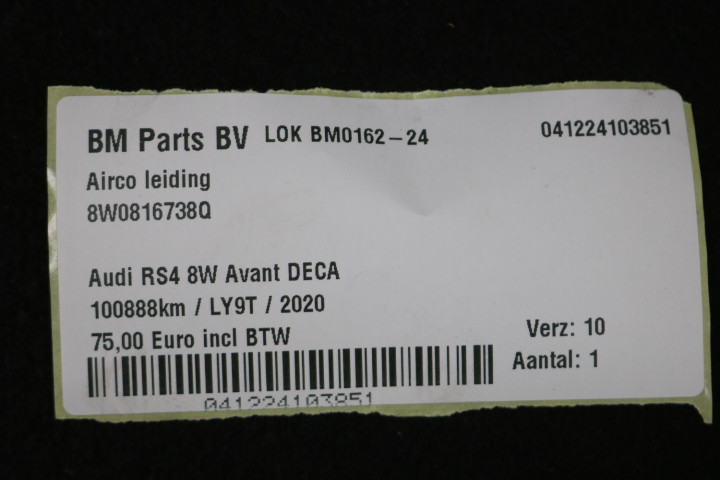 BM Parts BV LOK BM0162-24 041224103851
Airco leiding
8W0816738Q
Audi RS4 8W Avant DECA
100888km / LY9T / 2020
75,00 Euro incl BTW
Verz: 10
Aantal: 1
041224103851